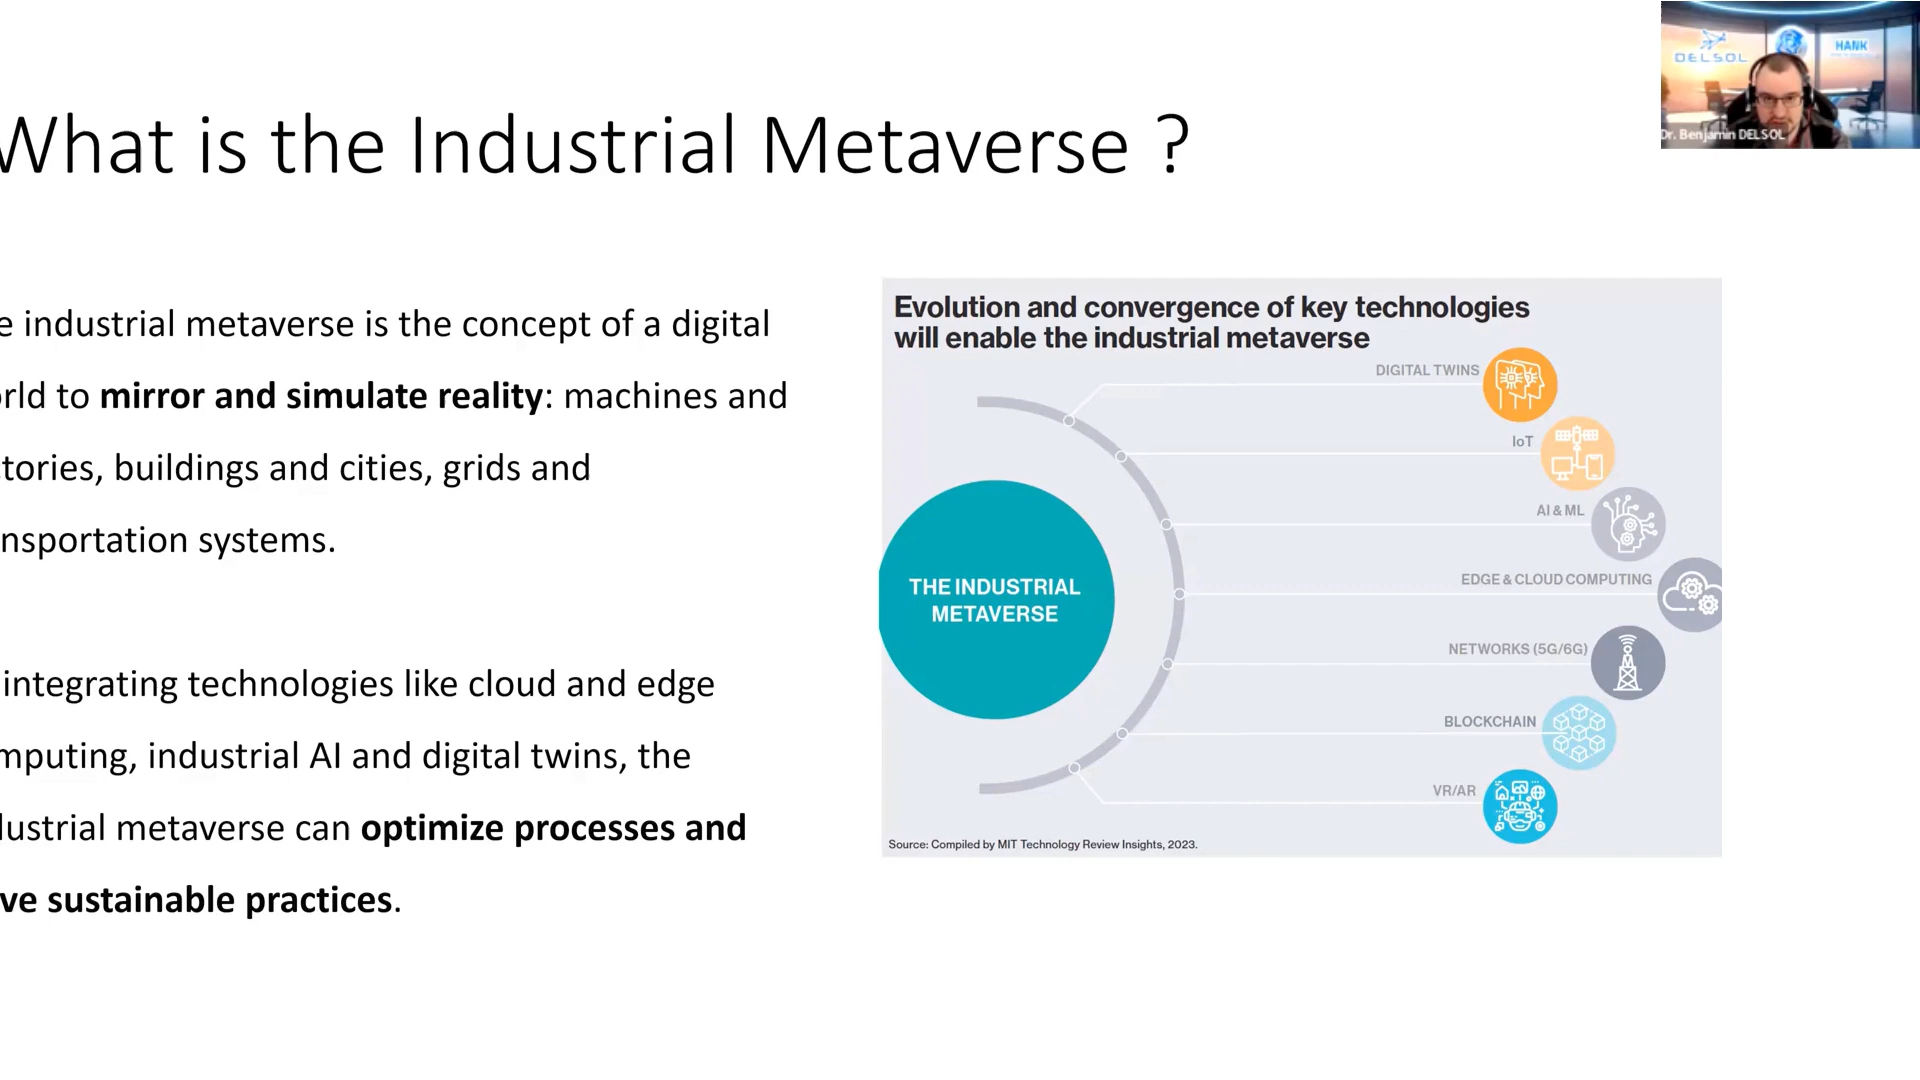 What is the Industrial Metaverse ?
DELSOL
HANK
Dr. Benjamin DELSOL
e industrial metaverse is the concept of a digital
rld to mirror and simulate reality: machines and
tories, buildings and cities, grids and
nsportation systems.
integrating technologies like cloud and edge
mputing, industrial AI and digital twins, the
dustrial metaverse can optimize processes and
ve sustainable practices.
Evolution and convergence of key technologies
will enable the industrial metaverse
DIGITAL TWINS
IoT
AI & ML
EDGE & CLOUD COMPUTING
THE INDUSTRIAL
METAVERSE
NETWORKS (5G/6G)
BLOCKCHAIN
VR/AR
Source: Compiled by MIT Technology Review Insights, 2023.